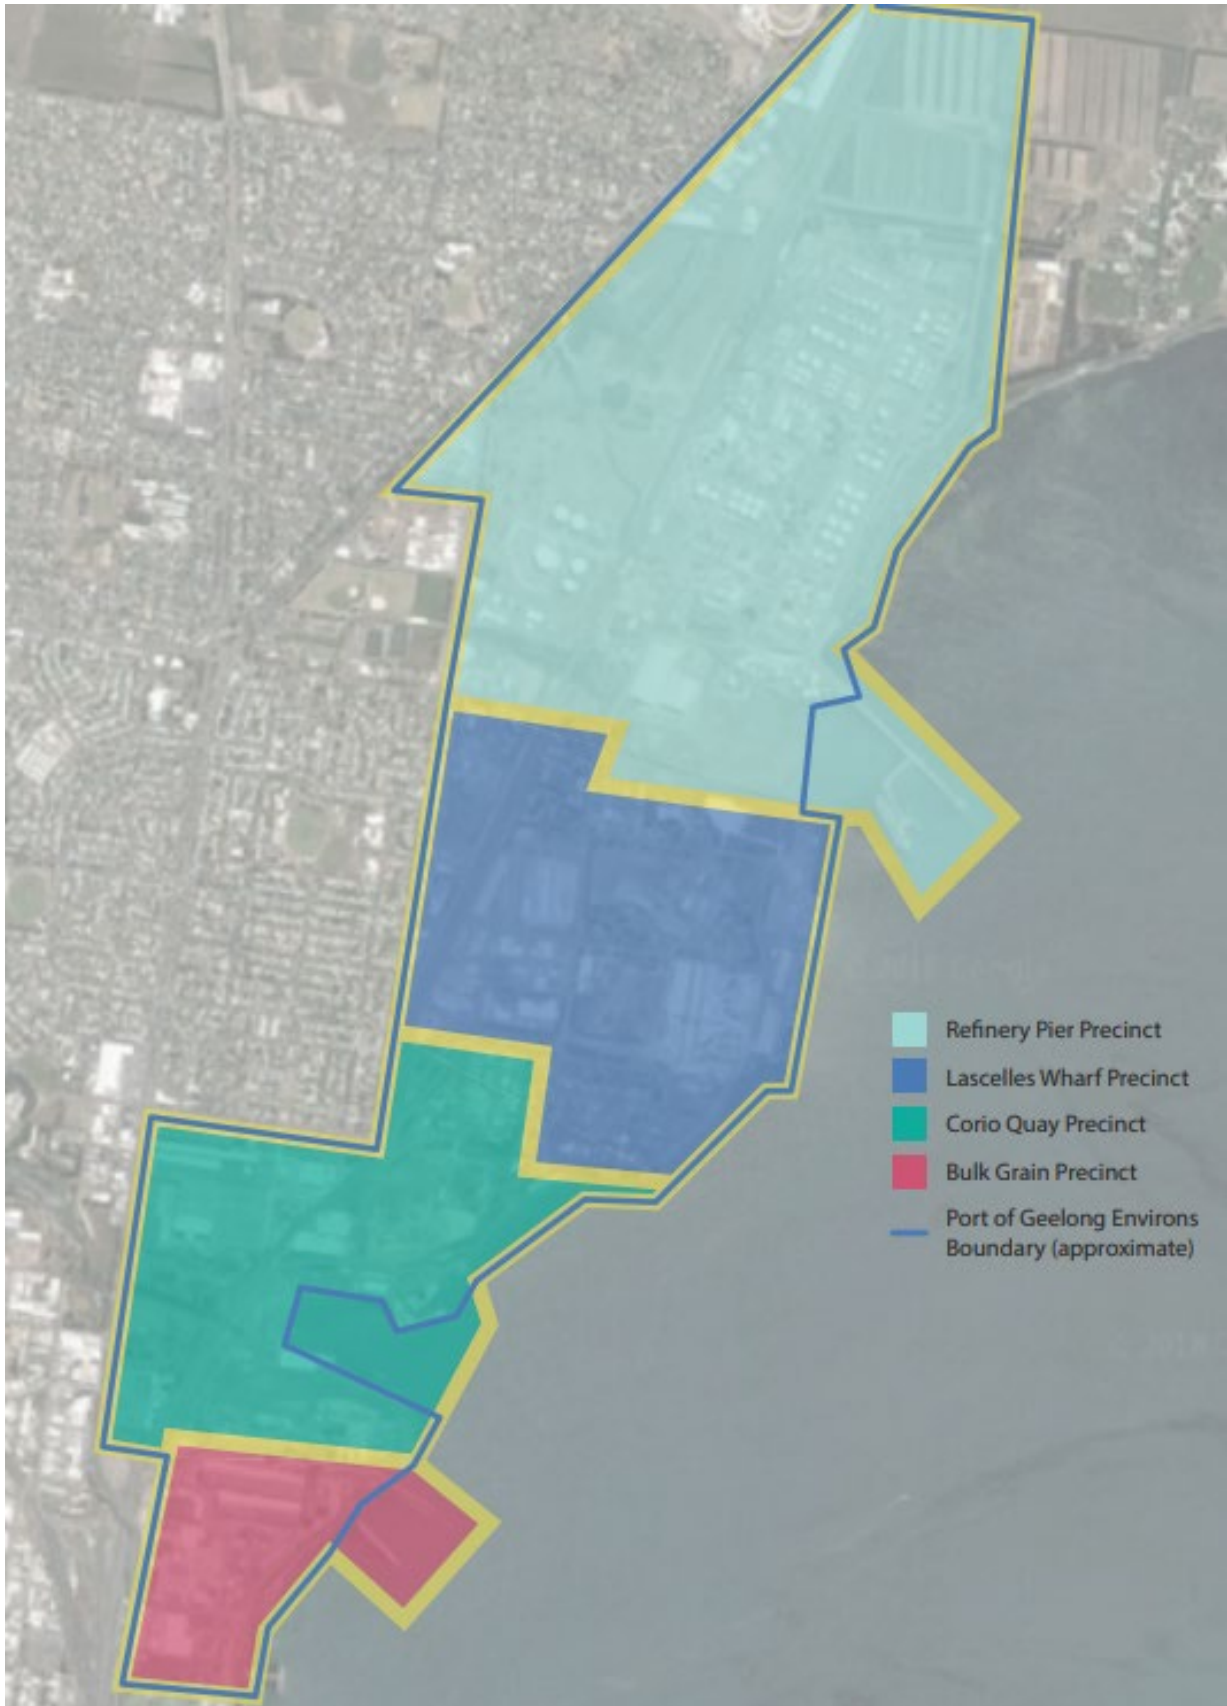 Refinery Pier Precinct
Lascelles Wharf Precinct
Corio Quay Precinct
Bulk Grain Precinct
Port of Geelong Environs
Boundary (approximate)